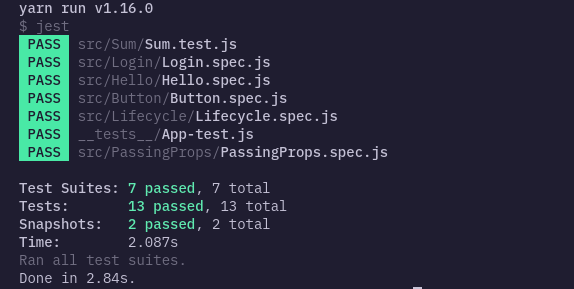 yarn run v1.16.0
$ jest
PASS src/Sum/Sum.test.js
PASS src/Login/Login.spec.js
PASS src/Hello/Hello.spec.js
PASS src/Button/Button.spec.js
PASS src/Lifecycle/Lifecycle.spec.js
PASS __tests__/App-test.js
PASS src/PassingProps/PassingProps.spec.js
Test Suites: 7 passed, 7 total
Tests: 13 passed, 13 total
Snapshots: 2 passed, 2 total
Time: 2.087s
Ran all test suites.
Done in 2.84s.